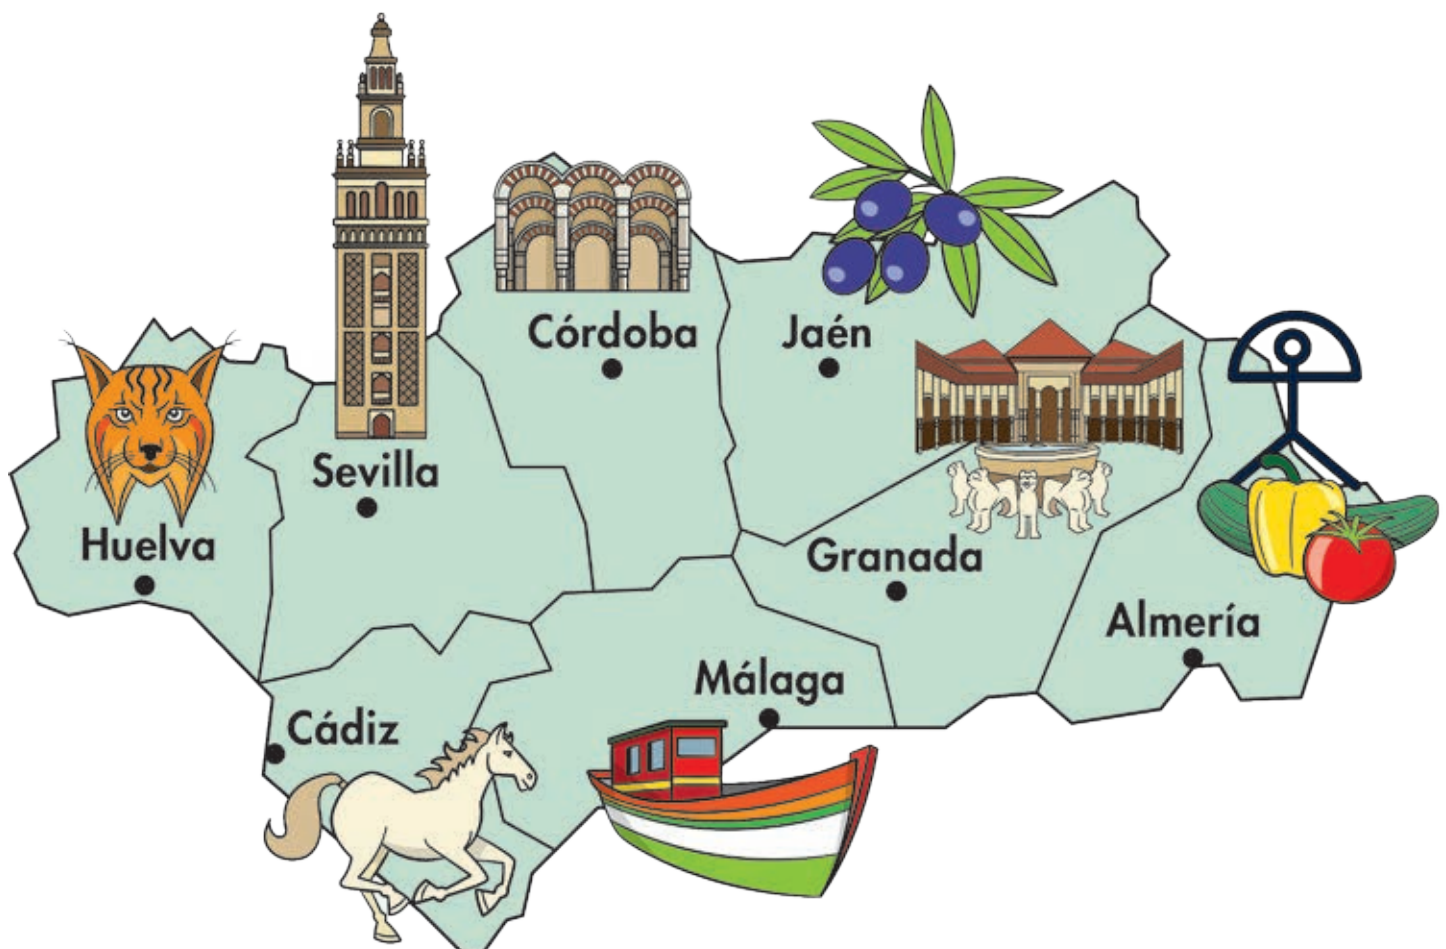 Córdoba
Jaén
Sevilla
Huelva
Granada
Almería
Málaga
Cádiz